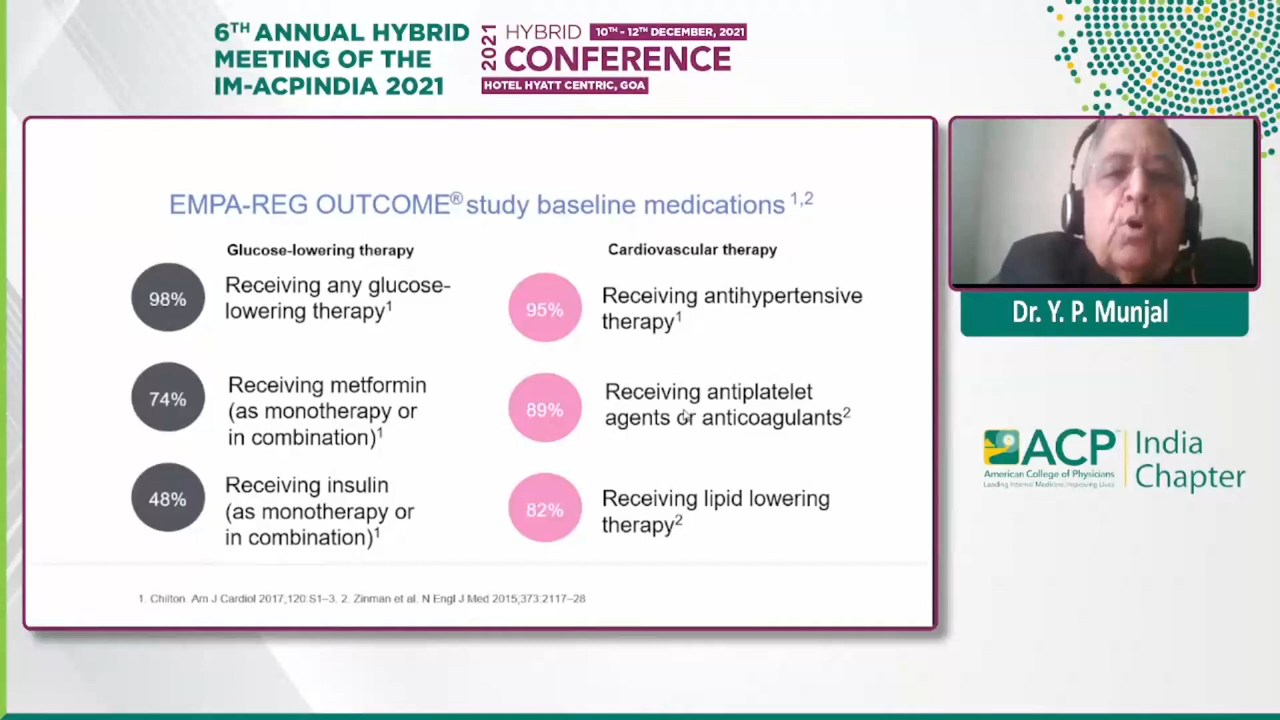 6TH ANNUAL HYBRID
MEETING OF THE
IM-ACPINDIA 2021
2021
HYBRID 10TH - 12TH DECEMBER, 2021
CONFERENCE
HOTEL HYATT CENTRIC, GOA
EMPA-REG OUTCOME® study baseline medications 1,2
Glucose-lowering therapy
98%
Receiving any glucose-
lowering therapy1
74%
Receiving metformin
(as monotherapy or
in combination)1
48%
Receiving insulin
(as monotherapy or
in combination)1
Cardiovascular therapy
95%
Receiving antihypertensive
therapy1
89%
Receiving antiplatelet
agents or anticoagulants2
82%
Receiving lipid lowering
therapy2
1. Chilton. Am J Cardiol 2017;120:S1–3. 2. Zinman et al. N Engl J Med 2015;373:2117–28
Dr. Y. P. Munjal
ACP
American College of Physicians
Leading Internal Medicine, Improving Lives
India
Chapter